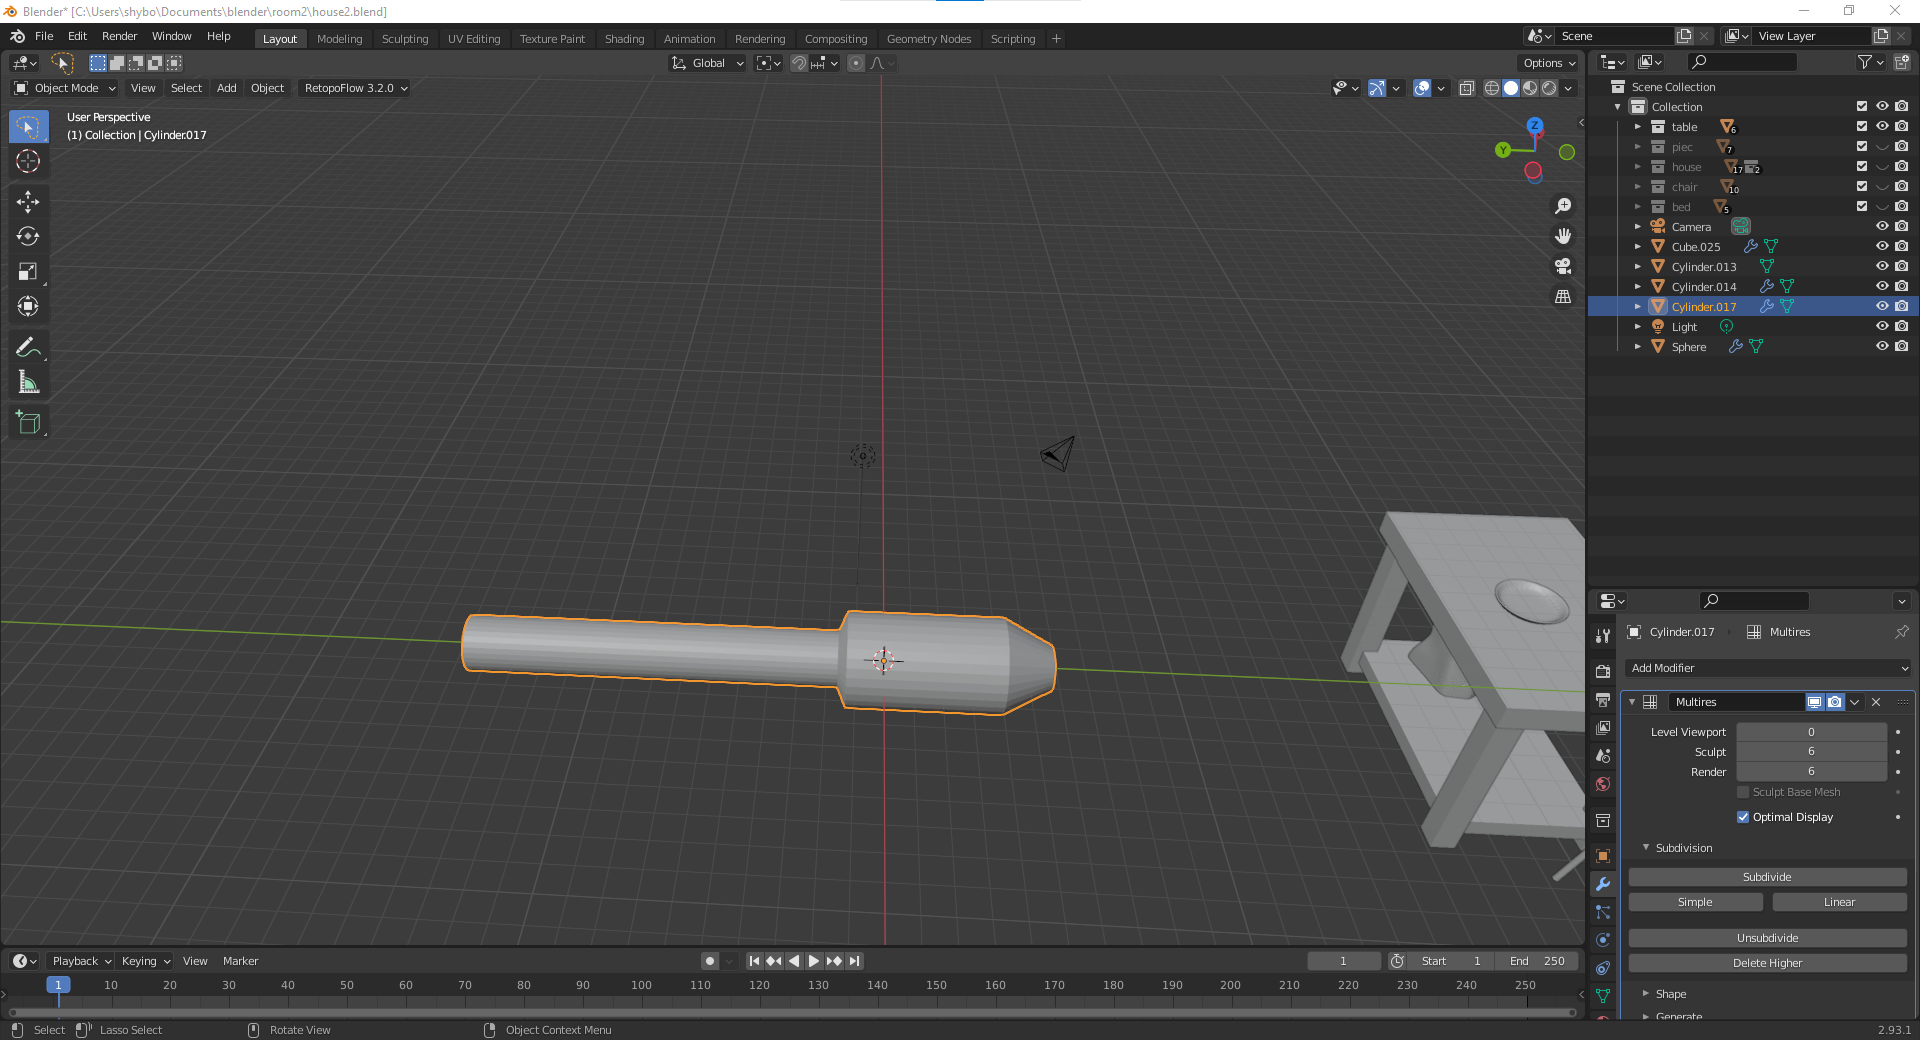 Blender* [C:\Users\shybo\Documents\blender\room2\house2.blend]
File Edit Render Window Help
Layout Modeling Sculpting UV Editing Texture Paint Shading Animation Rendering Compositing Geometry Nodes Scripting +
Scene View Layer
Global
Options
Object Mode View Select Add Object RetopoFlow 3.2.0
User Perspective
(1) Collection | Cylinder.017
Z
Y
Scene Collection
Collection
table 6
piec 7
house 17 2
chair 10
bed 5
Camera
Cube.025
Cylinder.013
Cylinder.014
Cylinder.017
Light
Sphere
Cylinder.017 Multires
Add Modifier
Multires
Level Viewport 0
Sculpt 6
Render 6
Sculpt Base Mesh
Optimal Display
Subdivision
Subdivide
Simple Linear
Unsubdivide
Delete Higher
Shape
Generate
Playback Keying View Marker
1 Start 1 End 250
1 10 20 30 40 50 60 70 80 90 100 110 120 130 140 150 160 170 180 190 200 210 220 230 240 250
Select Lasso Select Rotate View Object Context Menu
2.93.1